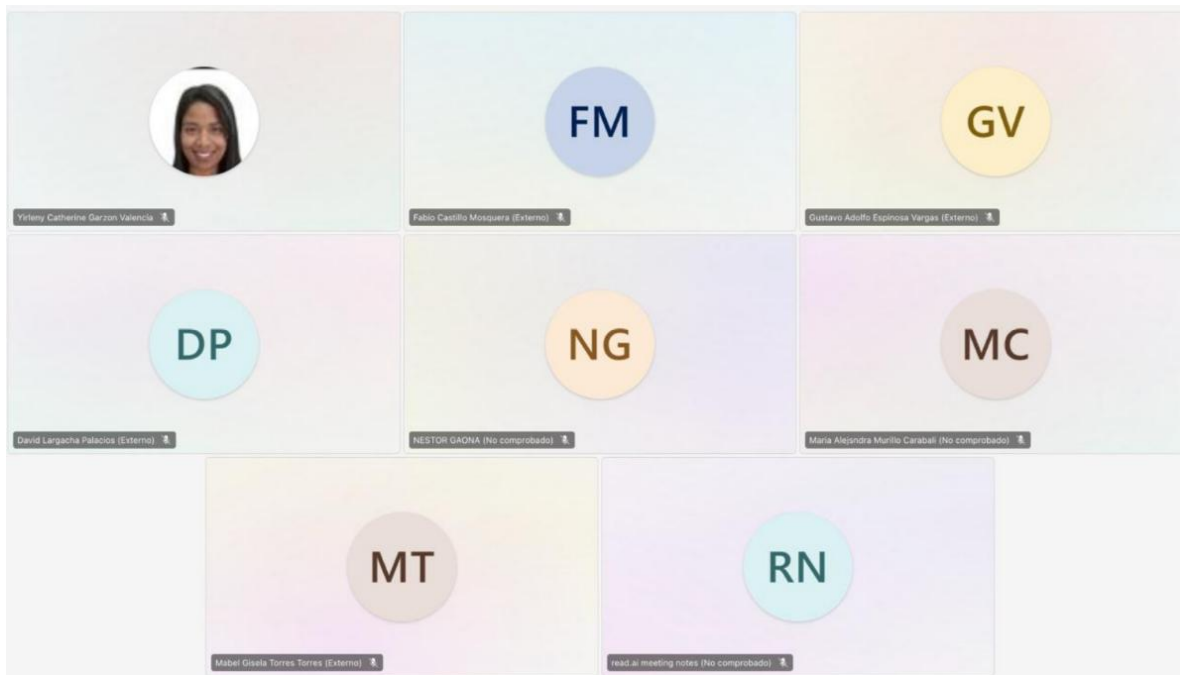 Yirleny Catherine Garzon Valencia
FM
Fabio Castillo Mosquera (Externo)
GV
Gustavo Adolfo Espinosa Vargas (Externo)
DP
David Largacha Palacios (Externo)
NG
NESTOR GAONA (No comprobado)
MC
Maria Alejsndra Murillo Carabali (No comprobado)
MT
Mabel Gisela Torres Torres (Externo)
RN
read.ai meeting notes (No comprobado)